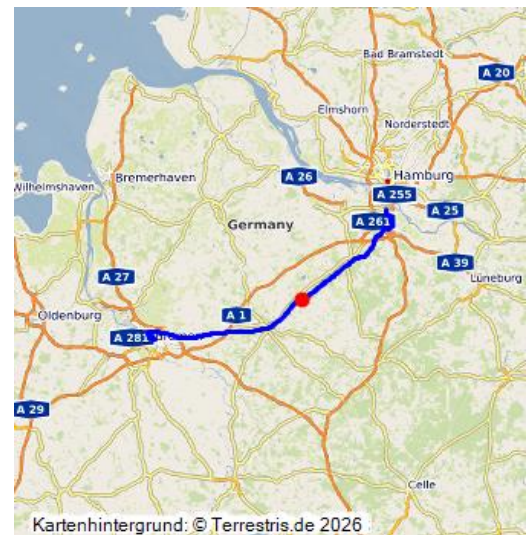 Bad Bramstedt
A 20
Elmshorn
Norderstedt
Hamburg
A 26
A 255
Wilhelmshaven
Bremerhaven
A 25
A 261
Germany
A 39
A 27
Lüneburg
Oldenburg
A 1
A 281
A 29
Celle
Kartenhintergrund: © Terrestris.de 2026